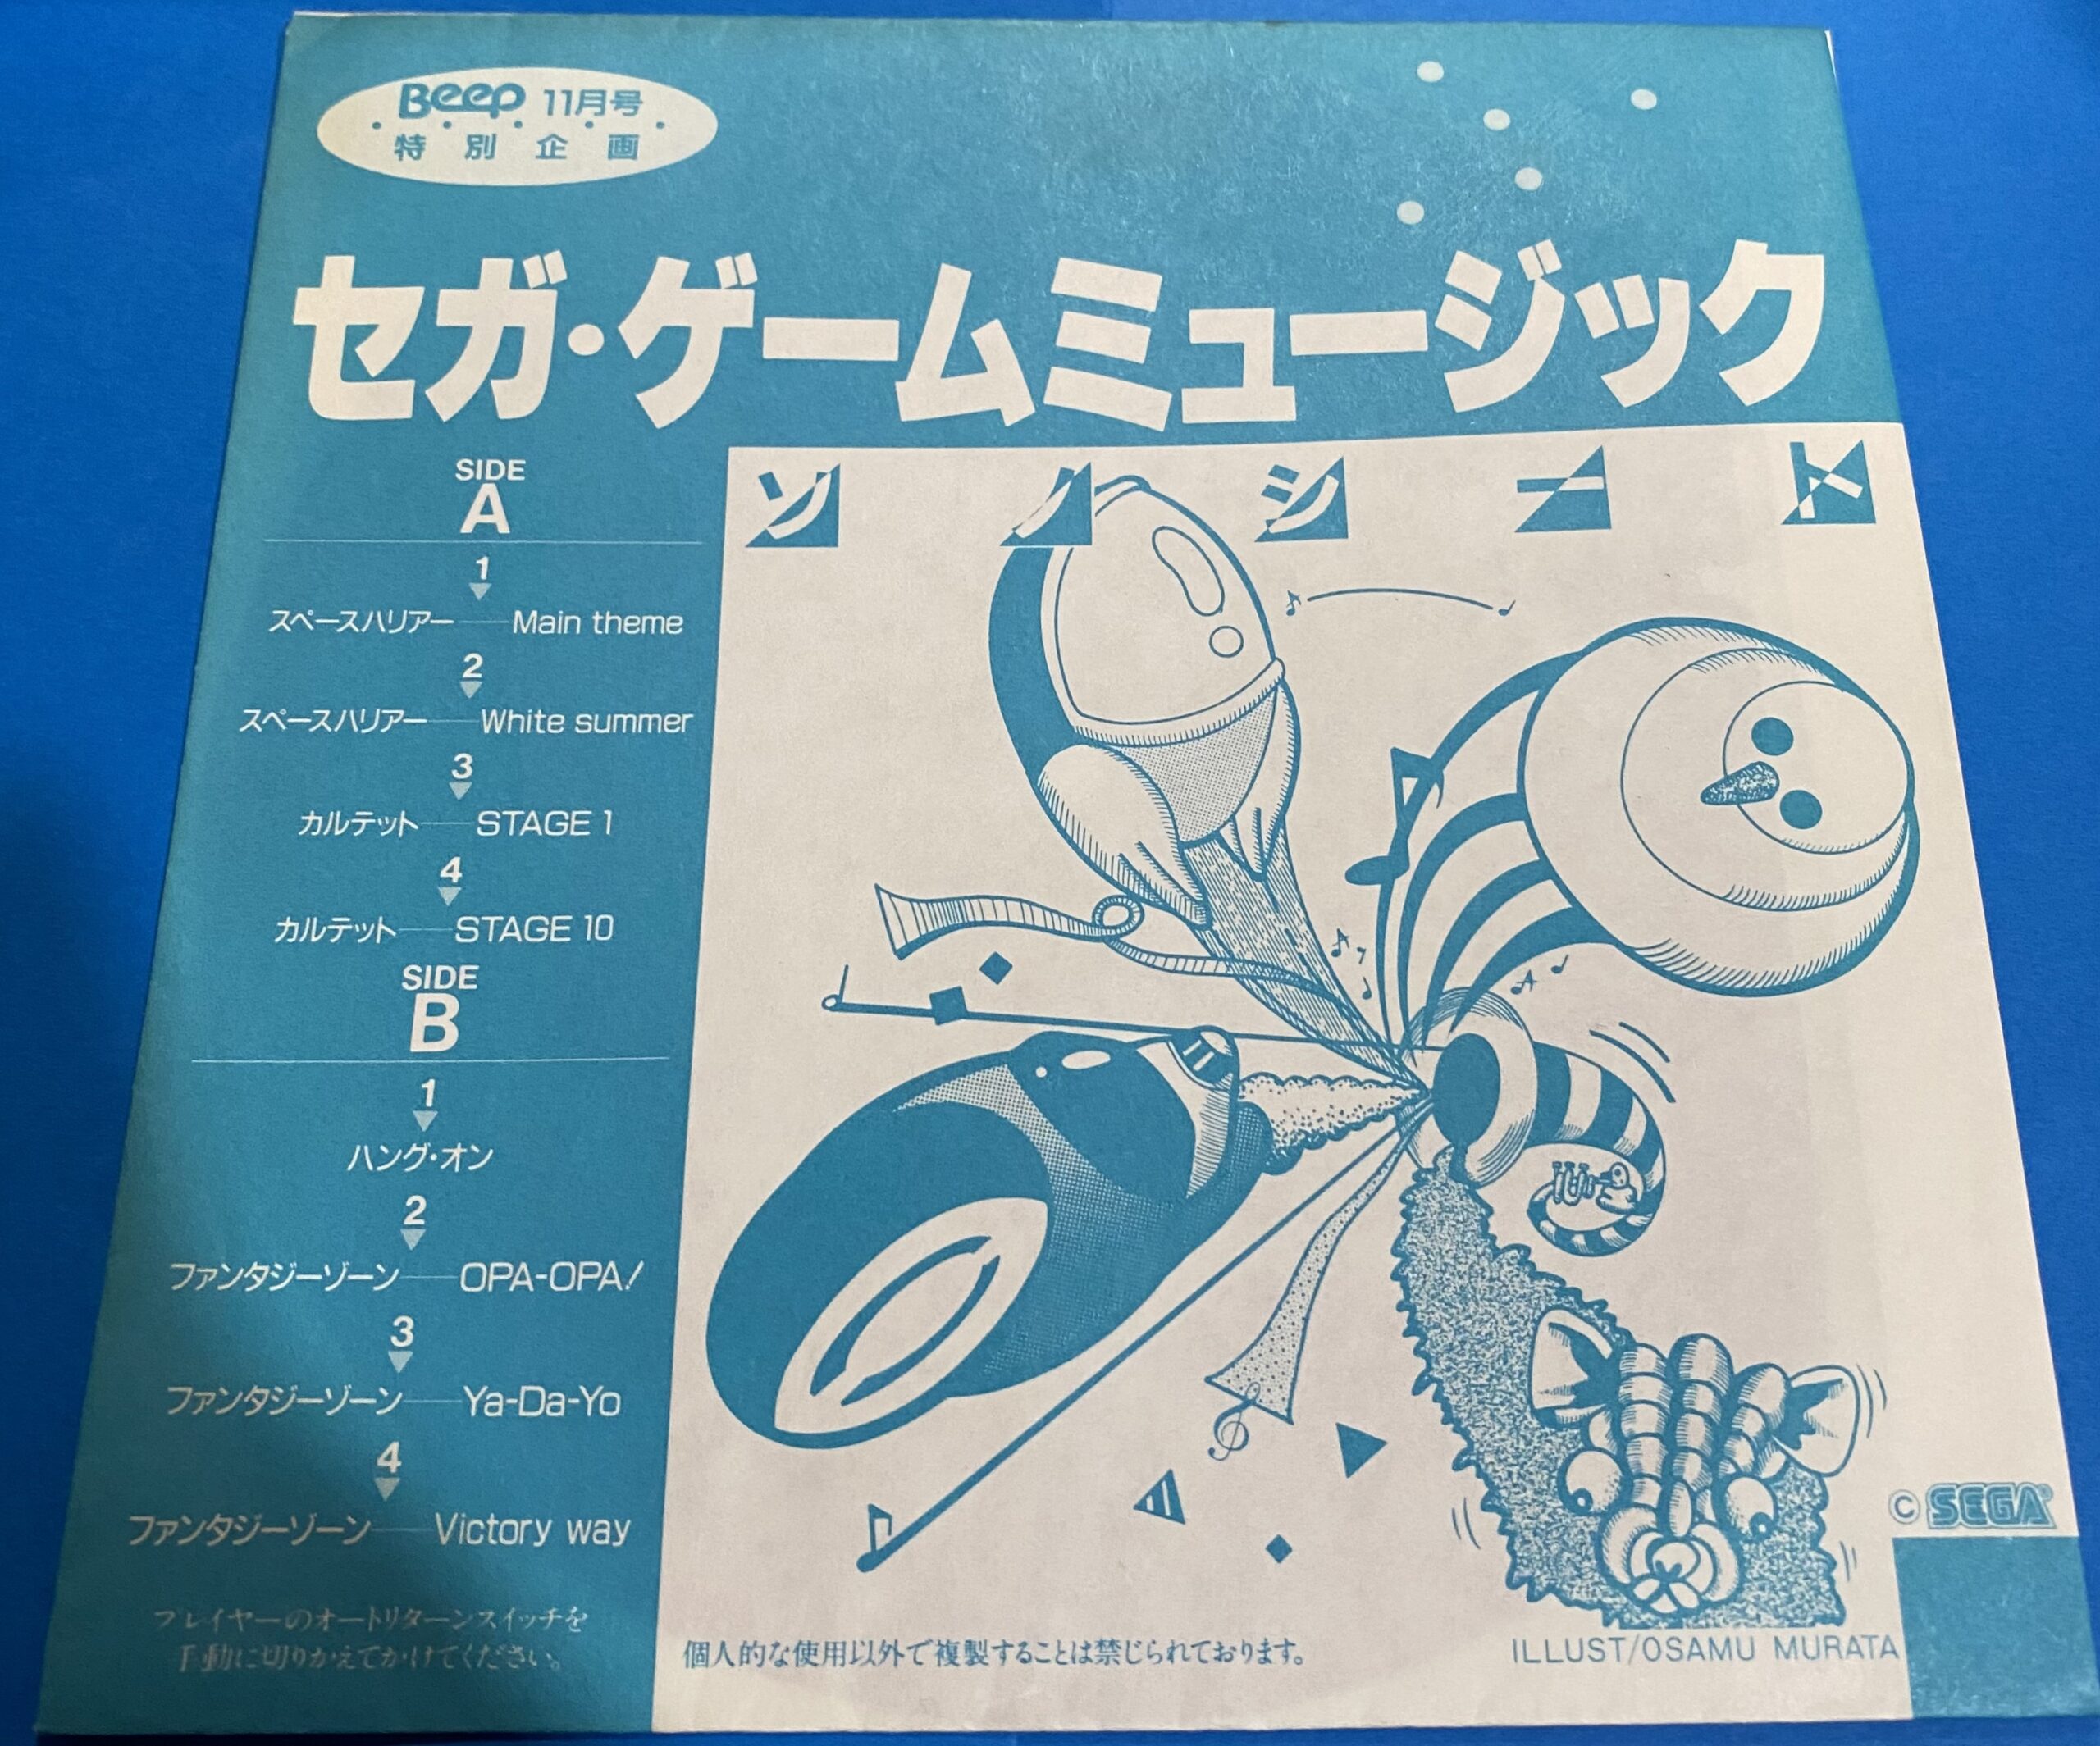 Beep 11月号
特別企画
セガ・ゲームミュージック
ソノシート
SIDE
A
1
スペースハリアー――Main theme
2
スペースハリアー――White summer
3
カルテット――STAGE 1
4
カルテット――STAGE 10
SIDE
B
1
ハング・オン
2
ファンタジーゾーン――OPA-OPA!
3
ファンタジーゾーン――Ya-Da-Yo
4
ファンタジーゾーン――Victory way
プレイヤーのオートリターンスイッチを
手動に切りかえてかけてください。
個人的な使用以外で複製することは禁じられております。
© SEGA®
ILLUST/OSAMU MURATA